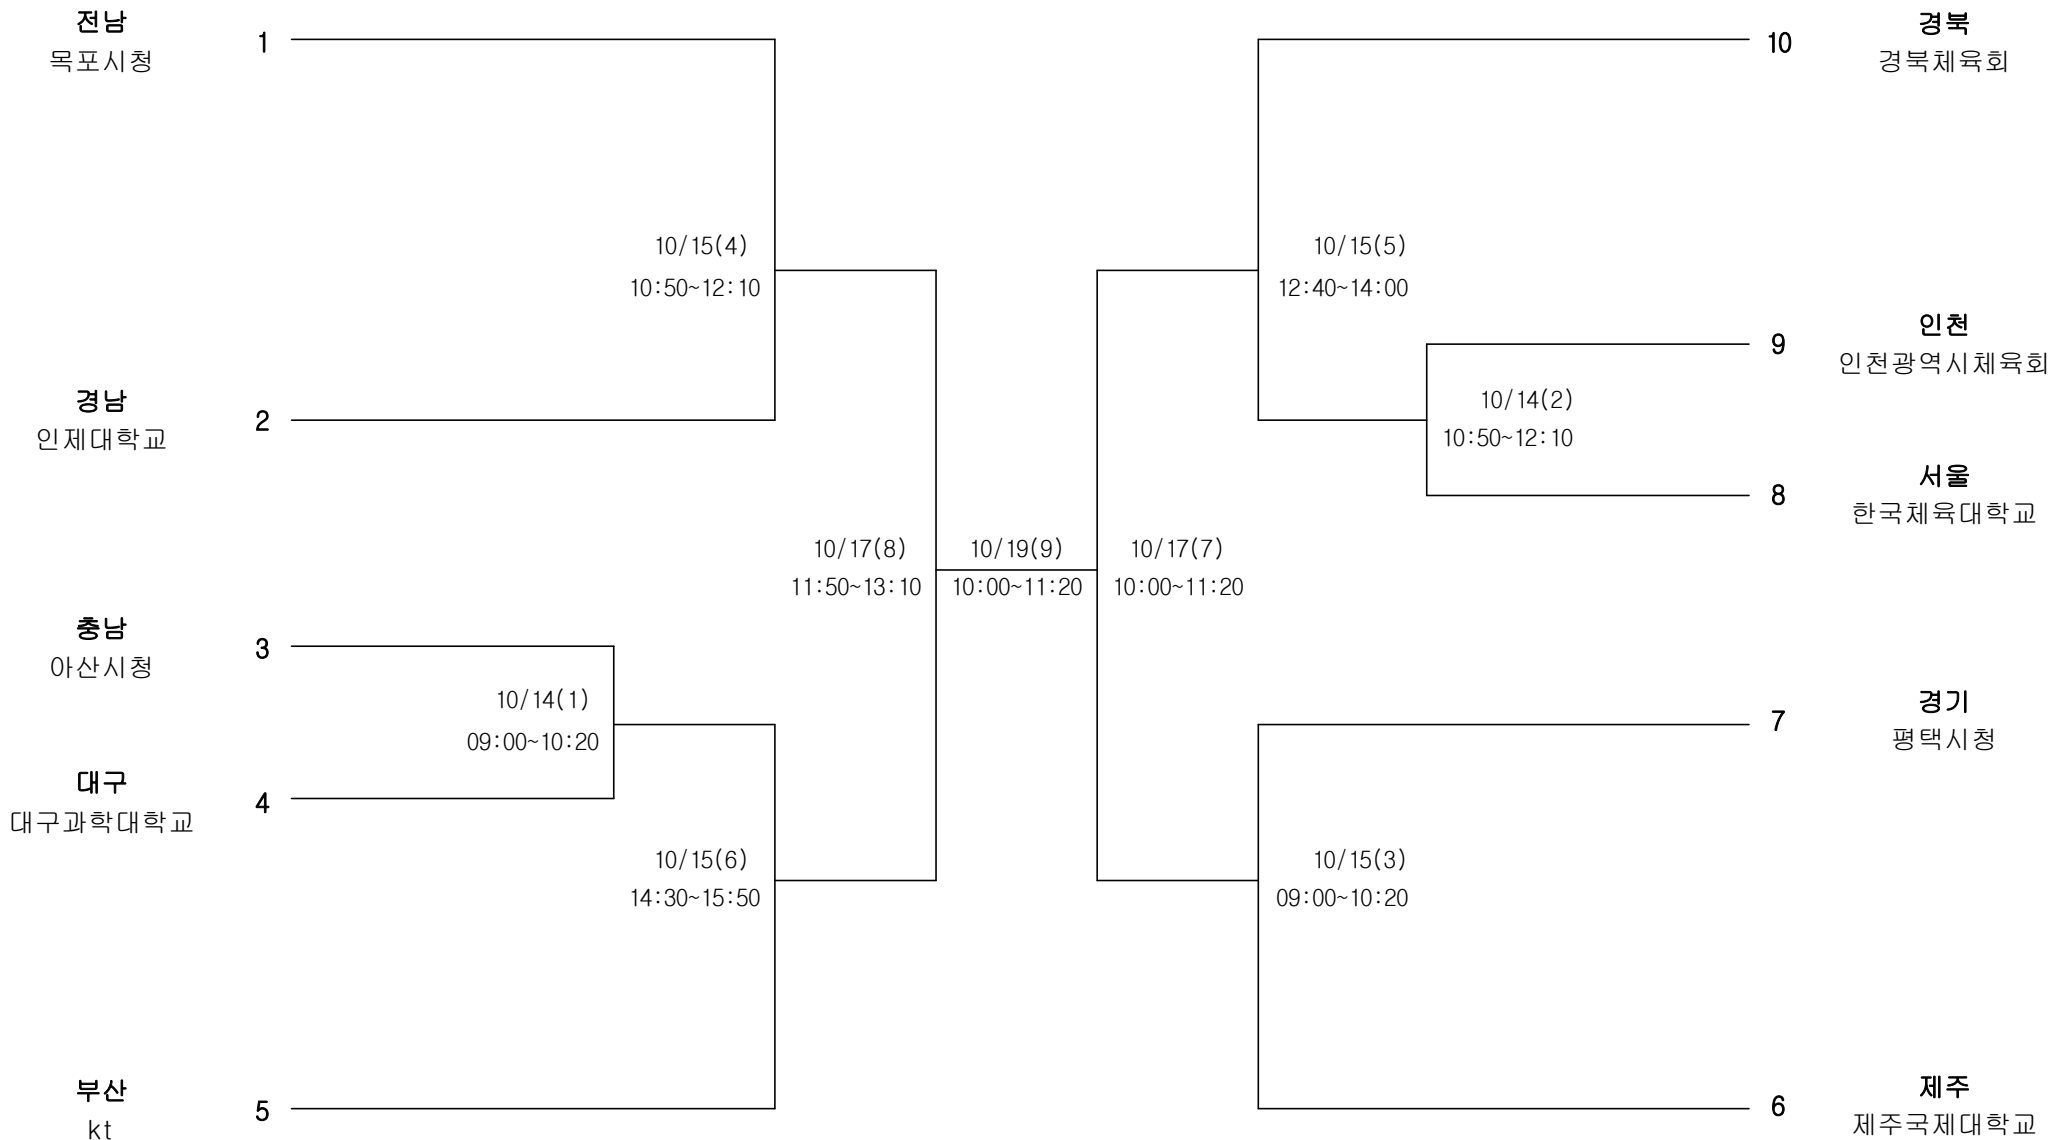 전남
목포시청
1
10
경북
경북체육회
10/15(4)
10:50~12:10
10/15(5)
12:40~14:00
9
인천
인천광역시체육회
경남
인제대학교
2
10/14(2)
10:50~12:10
8
서울
한국체육대학교
10/17(8)
11:50~13:10
10/19(9)
10:00~11:20
10/17(7)
10:00~11:20
충남
아산시청
3
10/14(1)
09:00~10:20
7
경기
평택시청
대구
대구과학대학교
4
10/15(6)
14:30~15:50
10/15(3)
09:00~10:20
부산
kt
5
6
제주
제주국제대학교